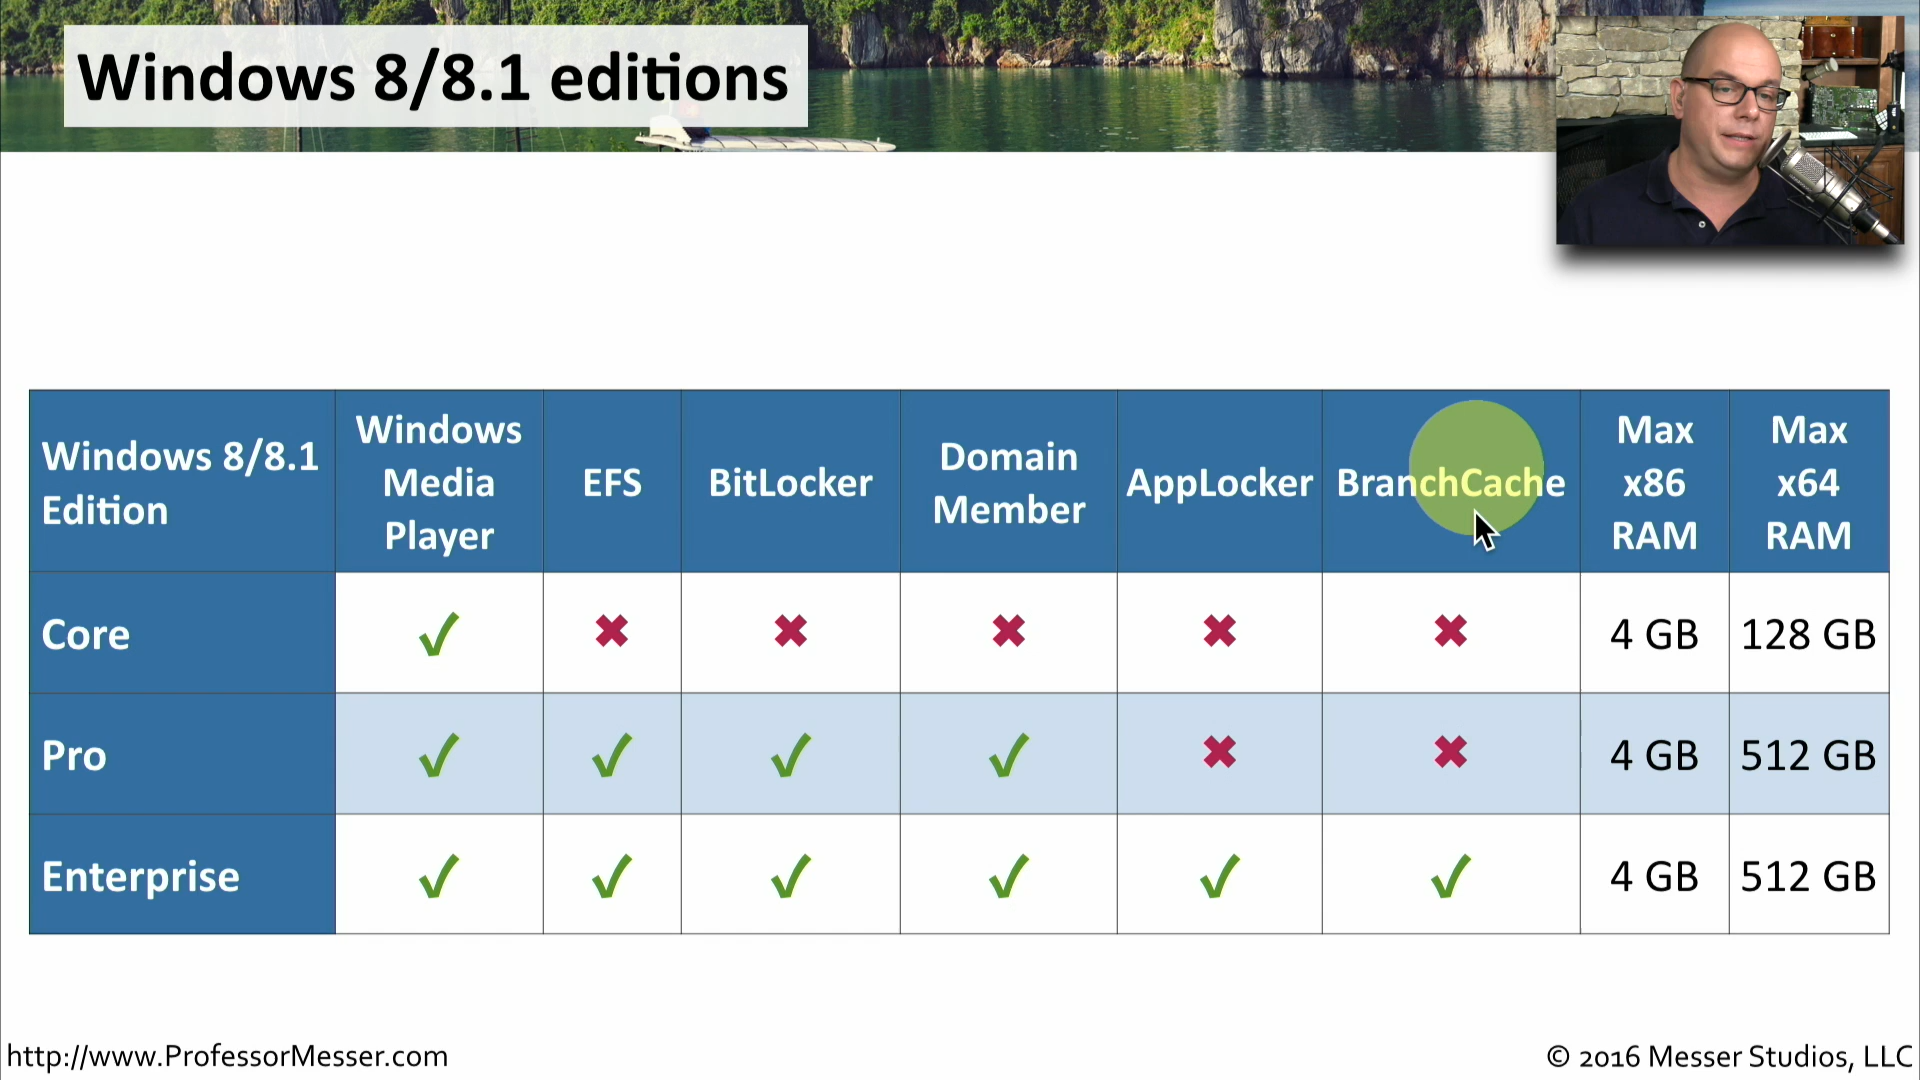 Windows 8/8.1 editions
Windows 8/8.1
Edition
Windows
Media
Player
EFS
BitLocker
Domain
Member
AppLocker
BranchCache
Max
x86
RAM
Max
x64
RAM
Core
4 GB
128 GB
Pro
4 GB
512 GB
Enterprise
4 GB
512 GB
http://www.ProfessorMesser.com
© 2016 Messer Studios, LLC